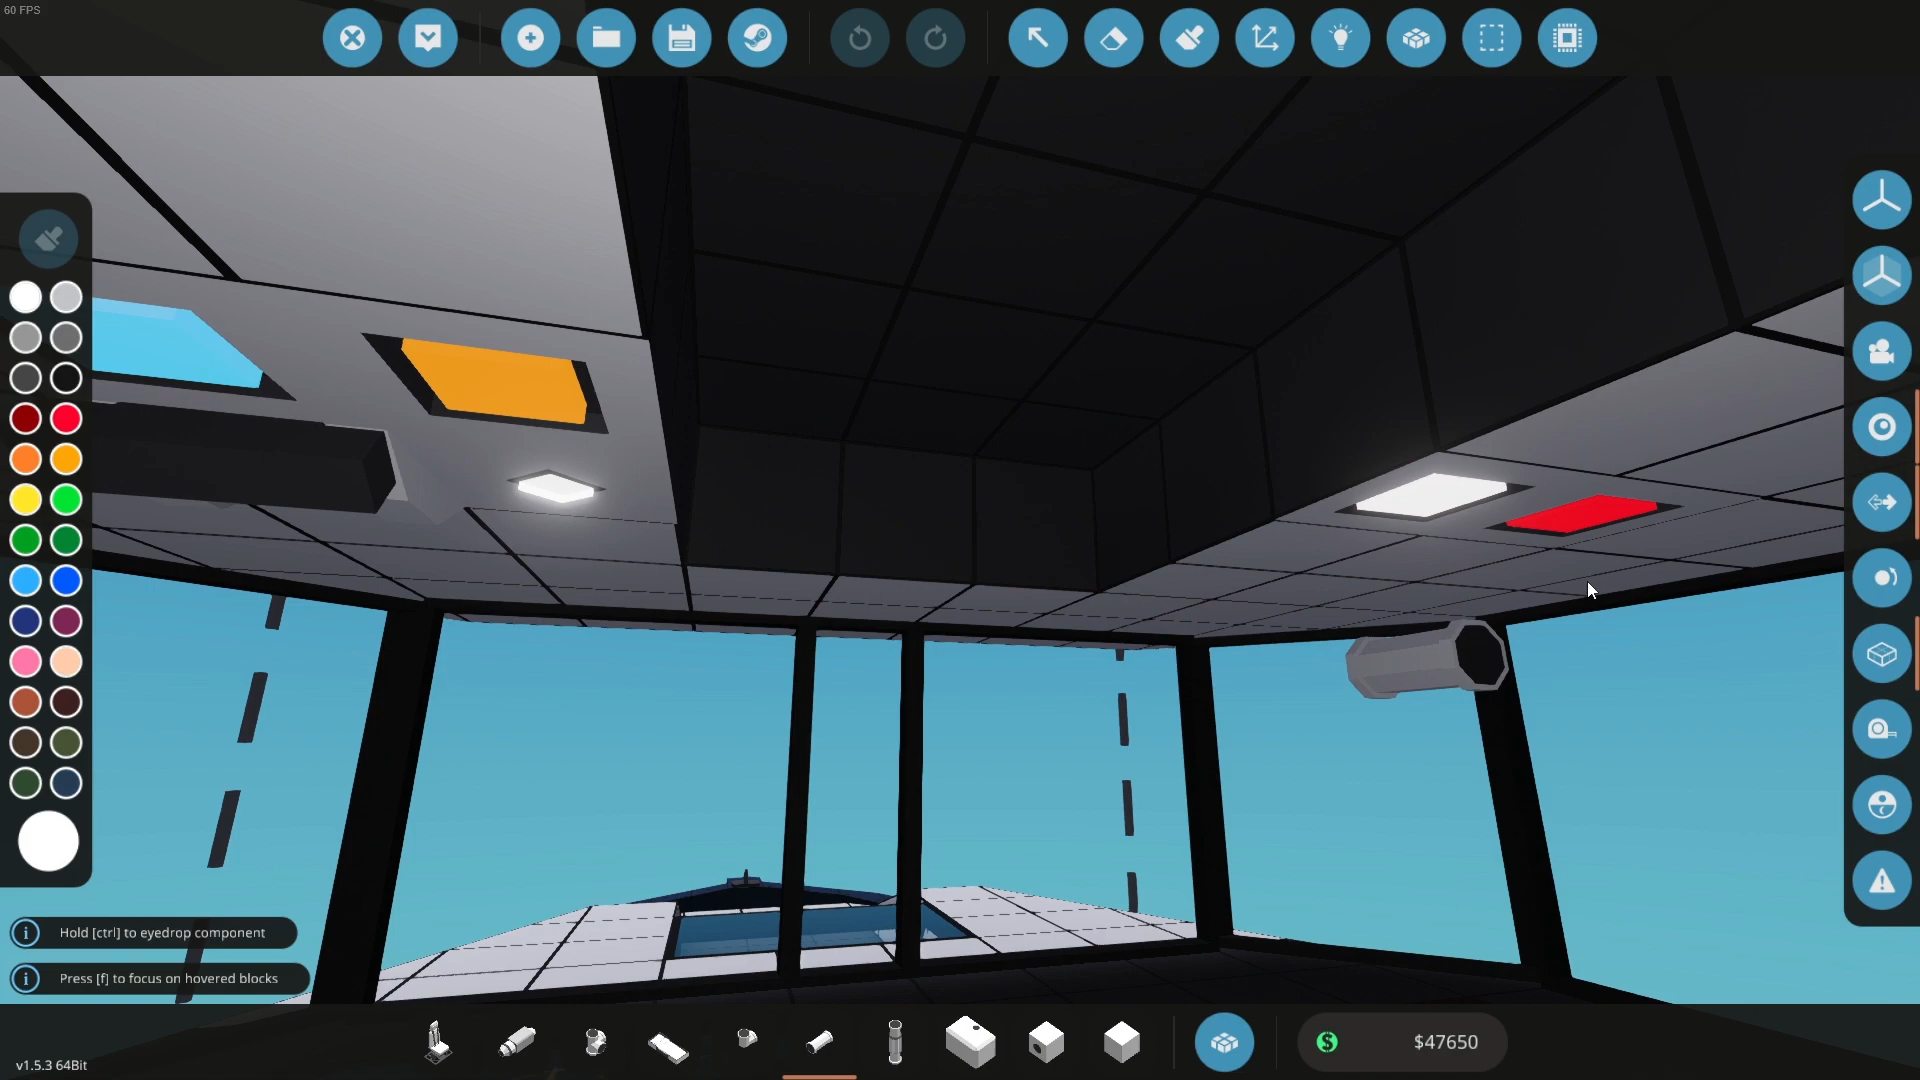 60 FPS
Hold [ctrl] to eyedrop component
Press [f] to focus on hovered blocks
$47650
v1.5.3 64Bit